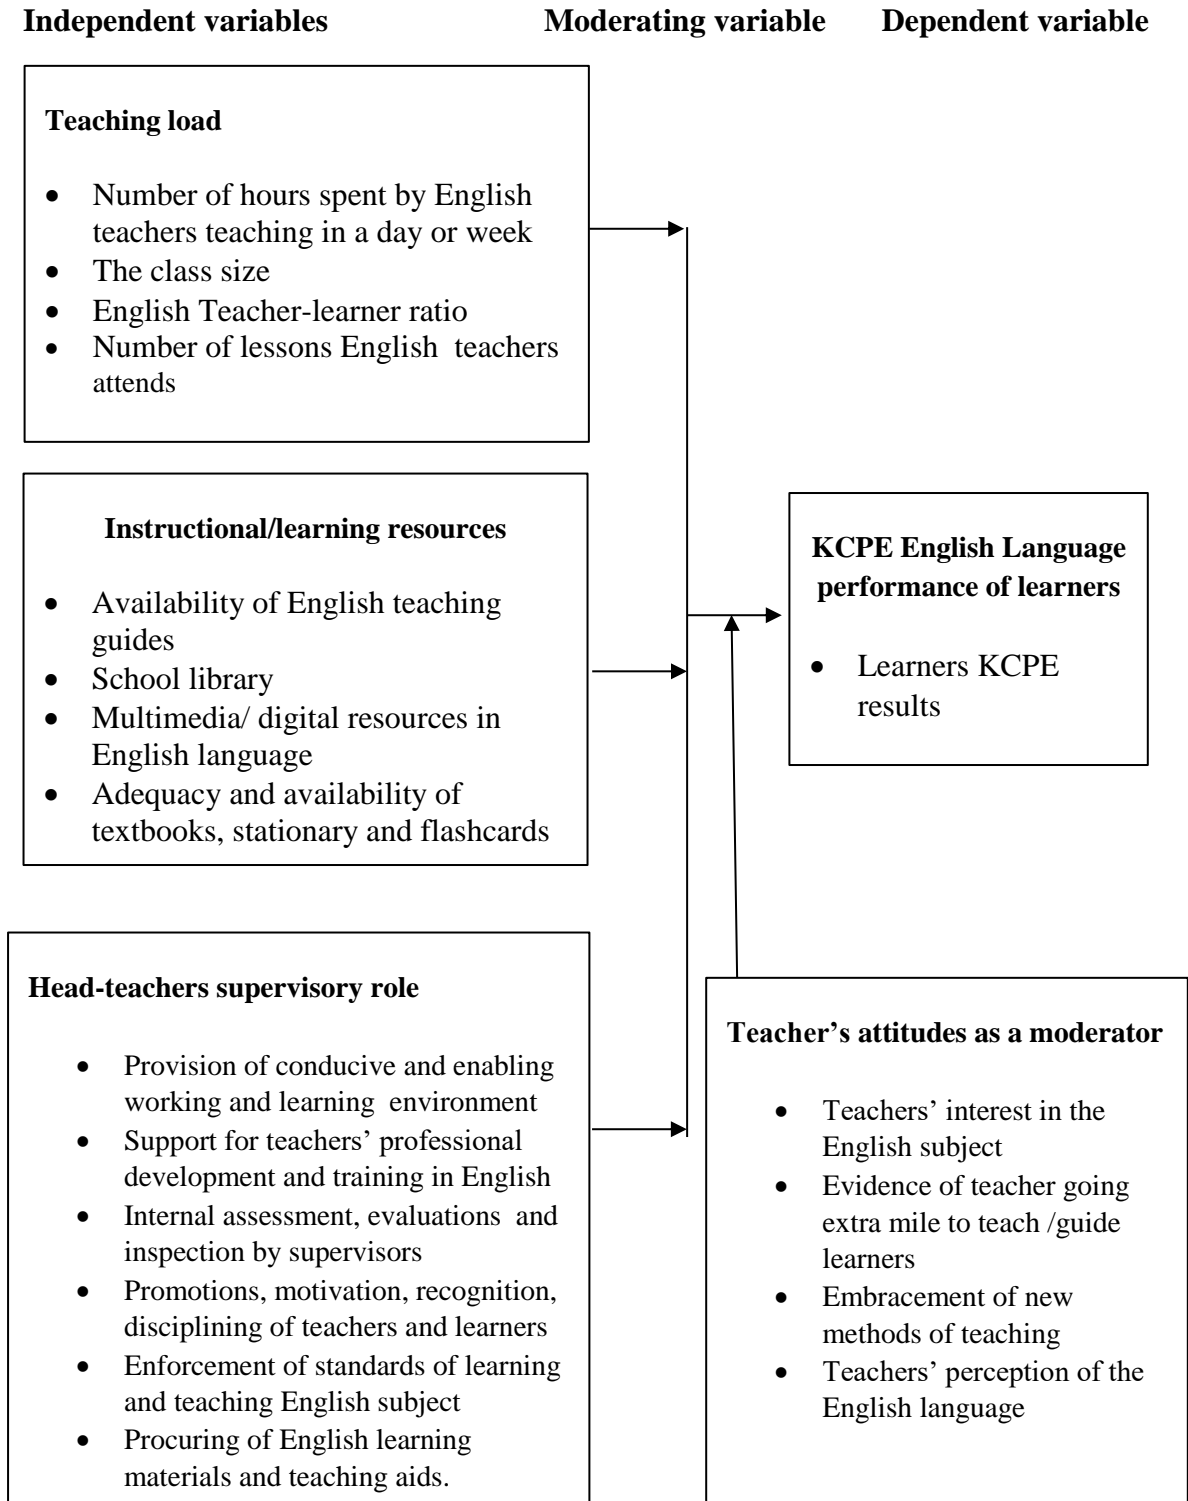 Independent variables Moderating variable Dependent variable
Teaching load
• Number of hours spent by English
teachers teaching in a day or week
• The class size
• English Teacher-learner ratio
• Number of lessons English teachers
attends
Instructional/learning resources
• Availability of English teaching
guides
• School library
• Multimedia/ digital resources in
English language
• Adequacy and availability of
textbooks, stationary and flashcards
KCPE English Language
performance of learners
• Learners KCPE
results
Head-teachers supervisory role
• Provision of conducive and enabling
working and learning environment
• Support for teachers’ professional
development and training in English
• Internal assessment, evaluations and
inspection by supervisors
• Promotions, motivation, recognition,
disciplining of teachers and learners
• Enforcement of standards of learning
and teaching English subject
• Procuring of English learning
materials and teaching aids.
Teacher’s attitudes as a moderator
• Teachers’ interest in the
English subject
• Evidence of teacher going
extra mile to teach /guide
learners
• Embracement of new
methods of teaching
• Teachers’ perception of the
English language